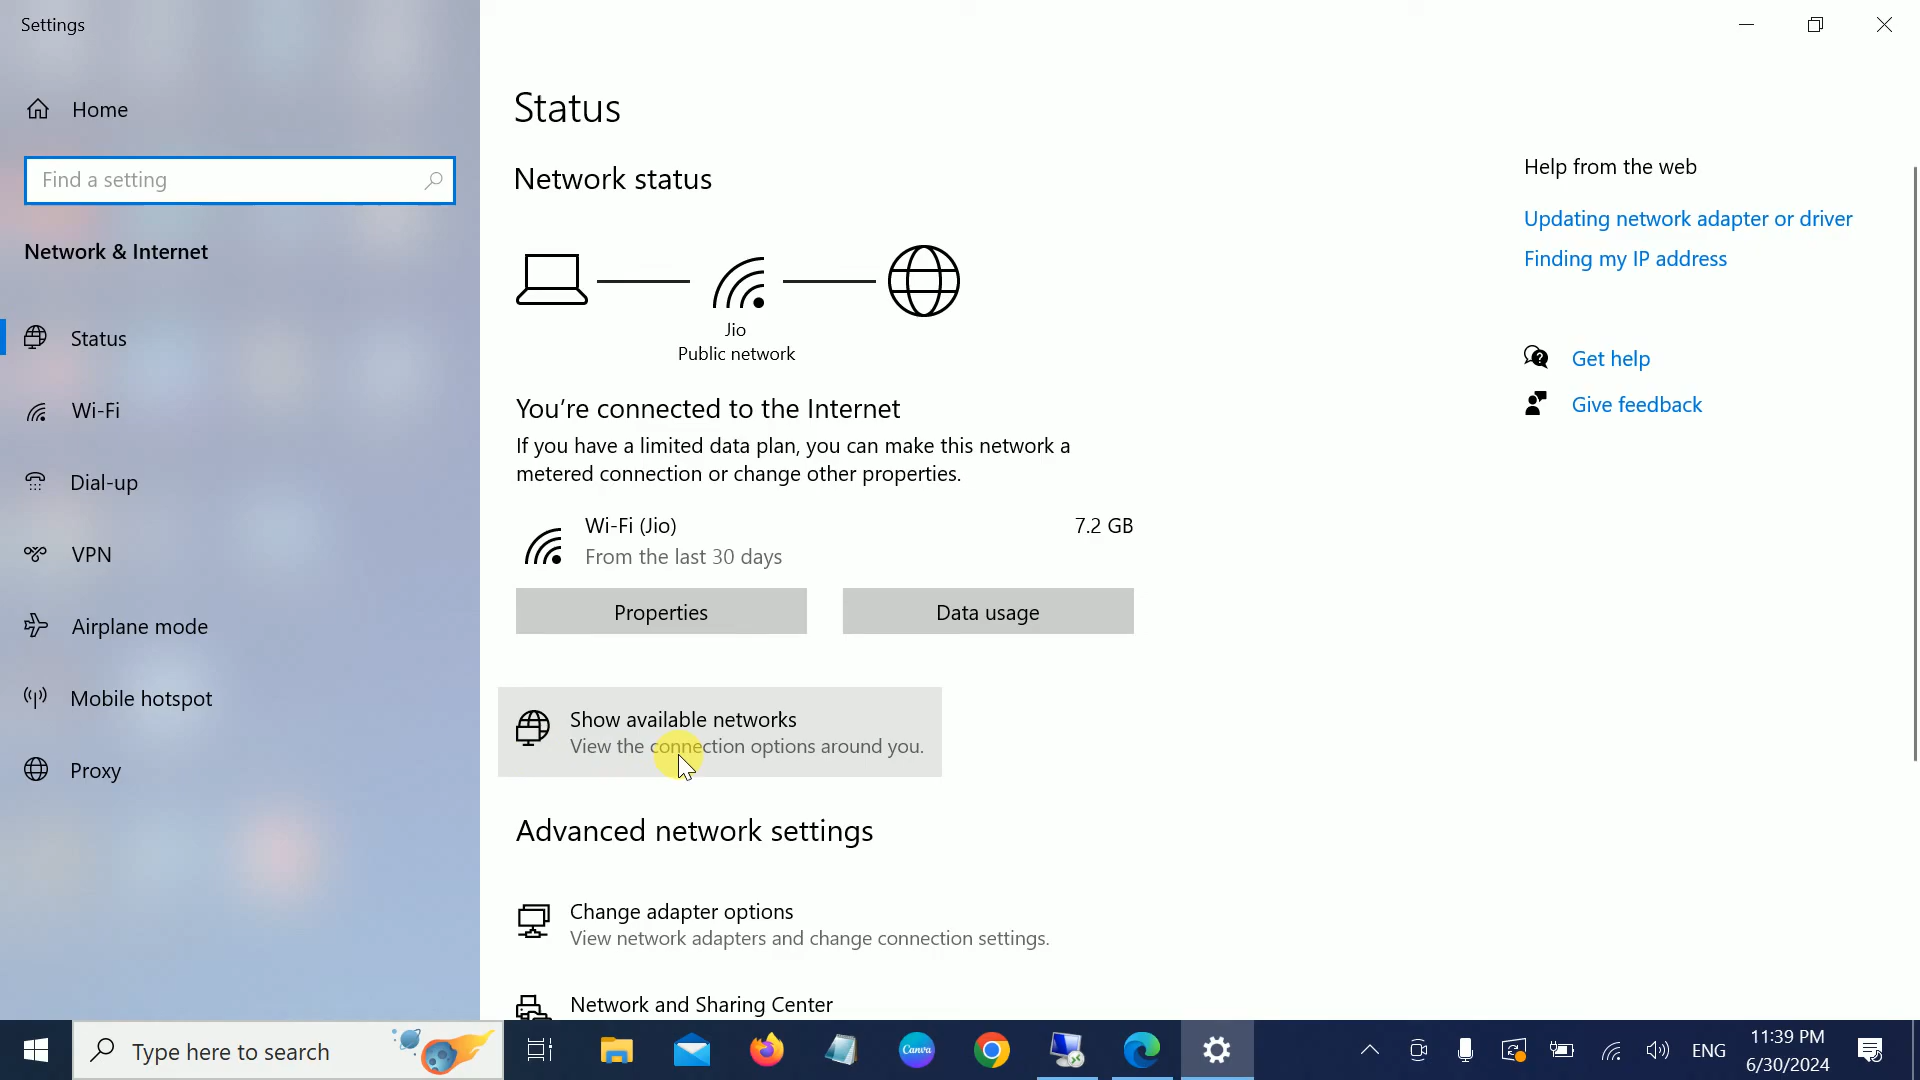 Settings
Home
Find a setting
Network & Internet
Status
Wi-Fi
Dial-up
VPN
Airplane mode
Mobile hotspot
Proxy
Status
Network status
Jio
Public network
You're connected to the Internet
If you have a limited data plan, you can make this network a
metered connection or change other properties.
Wi-Fi (Jio) 7.2 GB
From the last 30 days
Properties Data usage
Show available networks
View the connection options around you.
Advanced network settings
Change adapter options
View network adapters and change connection settings.
Network and Sharing Center
Help from the web
Updating network adapter or driver
Finding my IP address
Get help
Give feedback
Type here to search
Canva
ENG
11:39 PM
6/30/2024